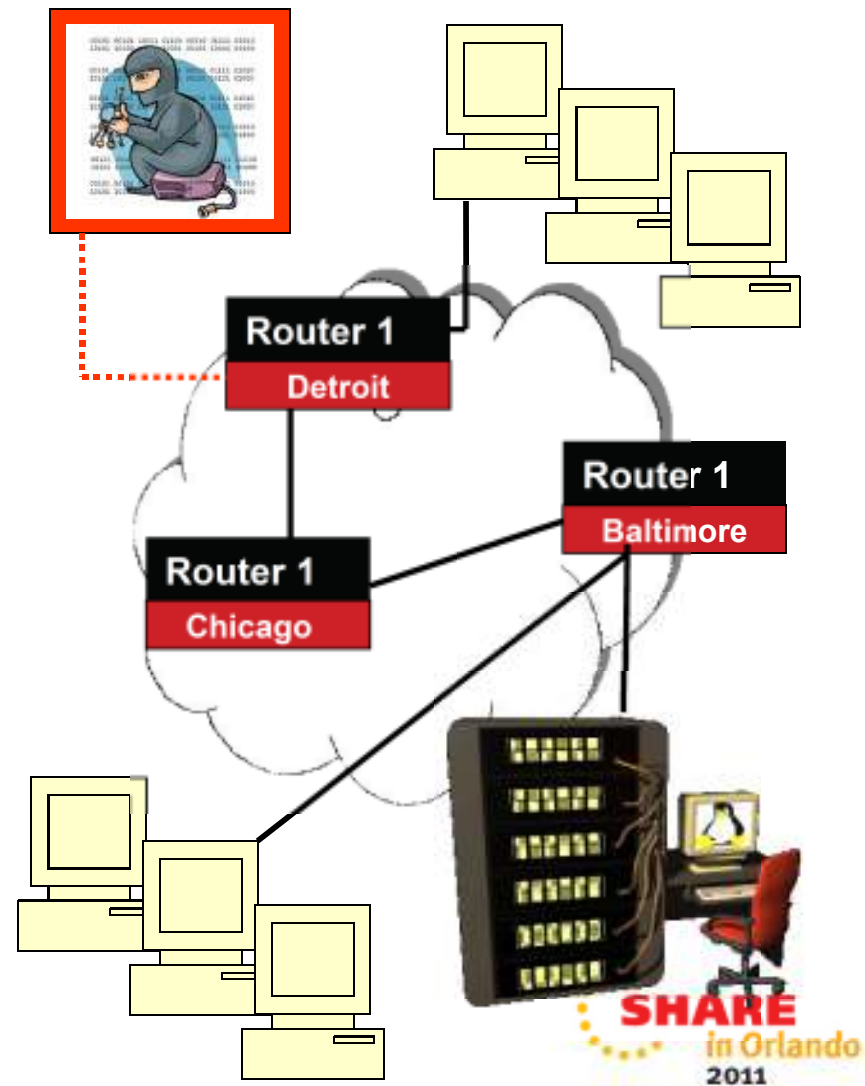 Router 1
Detroit
Router 1
Baltimore
Router 1
Chicago
SHARE
in Orlando
2011